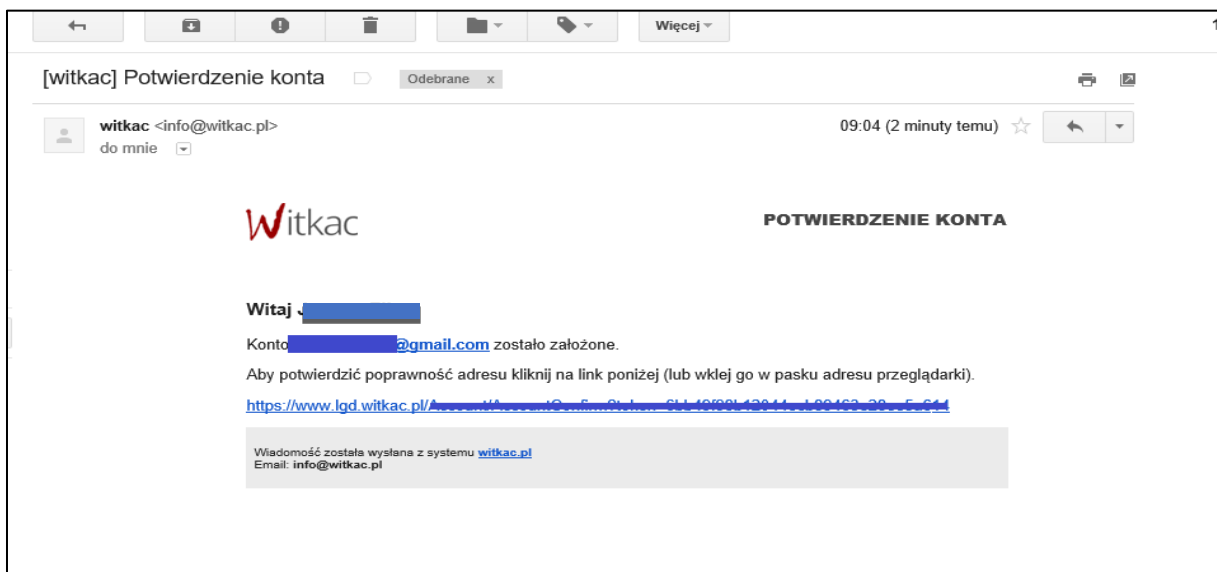 Więcej
1
[witkac] Potwierdzenie konta
Odebrane x
witkac <info@witkac.pl>
09:04 (2 minuty temu)
do mnie
Witkac
POTWIERDZENIE KONTA
Witaj J
Konto @gmail.com zostało założone.
Aby potwierdzić poprawność adresu kliknij na link poniżej (lub wklej go w pasku adresu przeglądarki).
https://www.lgd.witkac.pl/
Wiadomość została wysłana z systemu witkac.pl
Email: info@witkac.pl